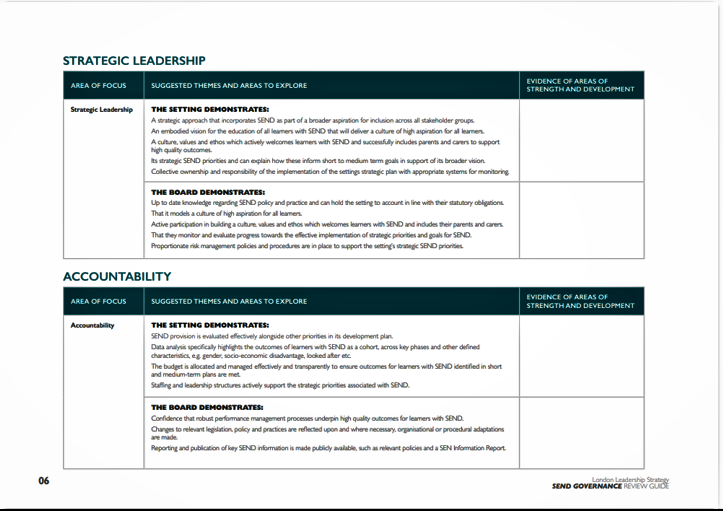 STRATEGIC LEADERSHIP
AREA OF FOCUS
SUGGESTED THEMES AND AREAS TO EXPLORE
EVIDENCE OF AREAS OF
STRENGTH AND DEVELOPMENT
Strategic Leadership
THE SETTING DEMONSTRATES:
A strategic approach that incorporates SEND as part of a broader aspiration for inclusion across all stakeholder groups.
An embodied vision for the education of all learners with SEND that will deliver a culture of high aspiration for all learners.
A culture, values and ethos which actively welcomes learners with SEND and successfully includes parents and carers to support
high quality outcomes.
Its strategic SEND priorities and can explain how these inform short to medium term goals in support of its broader vision.
Collective ownership and responsibility of the implementation of the settings strategic plan with appropriate systems for monitoring.
THE BOARD DEMONSTRATES:
Up to date knowledge regarding SEND policy and practice and can hold the setting to account in line with their statutory obligations.
That it models a culture of high aspiration for all learners.
Active participation in building a culture, values and ethos which welcomes learners with SEND and includes their parents and carers.
That they monitor and evaluate progress towards the effective implementation of strategic priorities and goals for SEND.
Proportionate risk management policies and procedures are in place to support the setting's strategic SEND priorities.
ACCOUNTABILITY
AREA OF FOCUS
SUGGESTED THEMES AND AREAS TO EXPLORE
EVIDENCE OF AREAS OF
STRENGTH AND DEVELOPMENT
Accountability
THE SETTING DEMONSTRATES:
SEND provision is evaluated effectively alongside other priorities in its development plan.
Data analysis specifically highlights the outcomes of learners with SEND as a cohort, across key phases and other defined
characteristics, e.g. gender, socio-economic disadvantage, looked after etc.
The budget is allocated and managed effectively and transparently to ensure outcomes for learners with SEND identified in short
and medium-term plans are met.
Staffing and leadership structures actively support the strategic priorities associated with SEND.
THE BOARD DEMONSTRATES:
Confidence that robust performance management processes underpin high quality outcomes for learners with SEND.
Changes to relevant legislation, policy and practices are reflected upon and where necessary, organisational or procedural adaptations
are made.
Reporting and publication of key SEND information is made publicly available, such as relevant policies and a SEN Information Report.
06
London Leadership Strategy
SEND GOVERNANCE REVIEW GUIDE